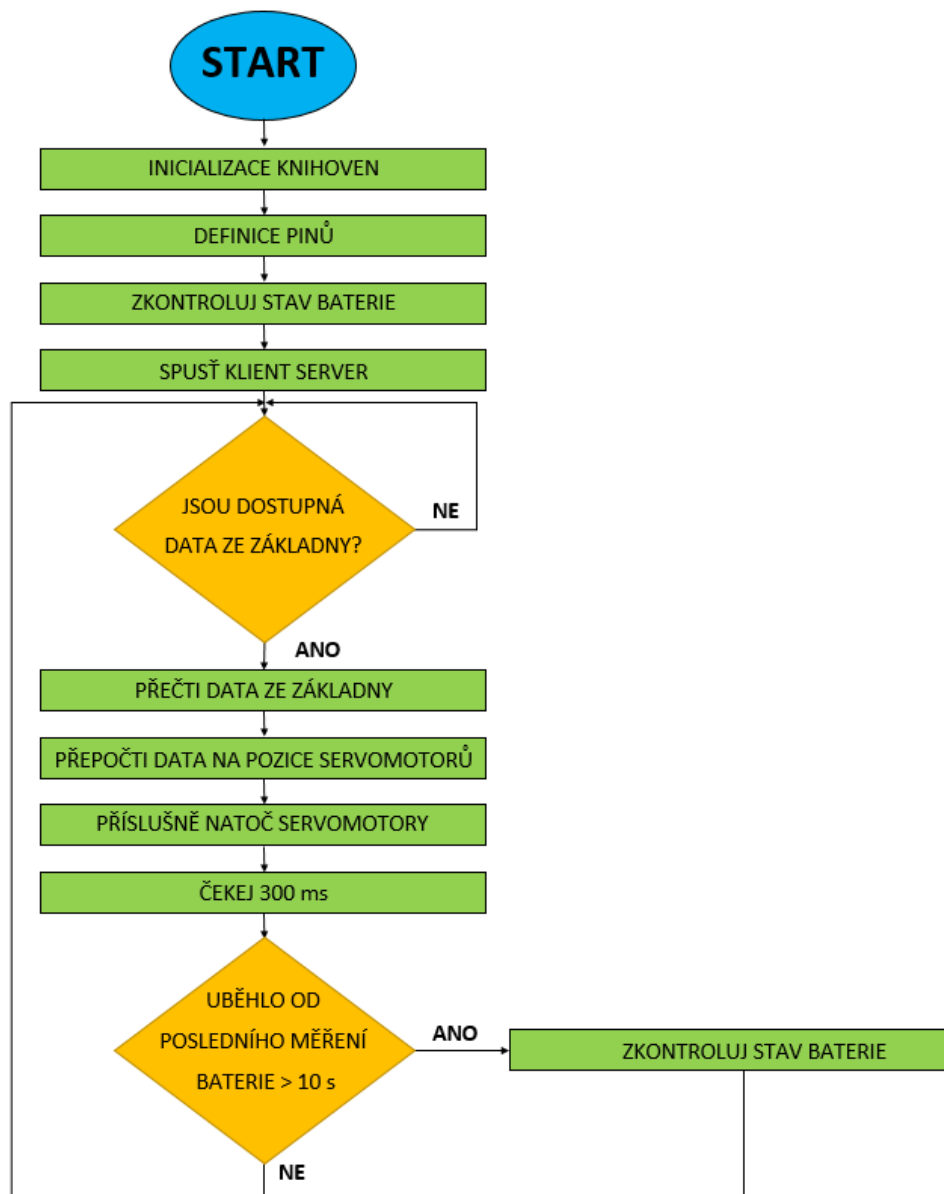 START
INICIALIZACE KNIHOVEN
DEFINICE PINŮ
ZKONTROLUJ STAV BATERIE
SPUSŤ KLIENT SERVER
JSOU DOSTUPNÁ
DATA ZE ZÁKLADNY?
NE
ANO
PŘEČTI DATA ZE ZÁKLADNY
PŘEPOČTI DATA NA POZICE SERVOMOTORŮ
PŘÍSLUŠNĚ NATOČ SERVOMOTORY
ČEKEJ 300 ms
UBĚHLO OD
POSLEDNÍHO MĚŘENÍ
BATERIE > 10 s
ANO
ZKONTROLUJ STAV BATERIE
NE